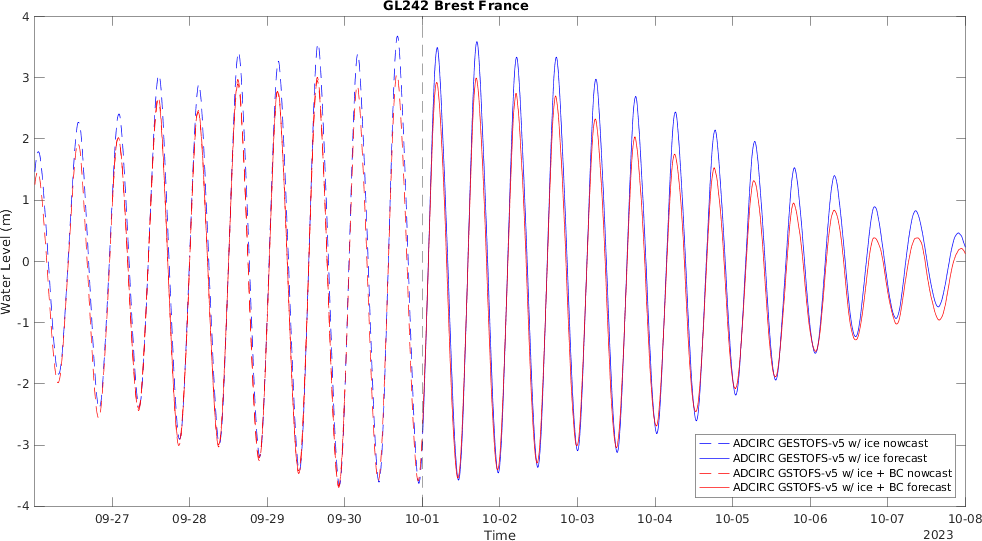 GL242 Brest France
4
3
2
1
0
-1
-2
-3
-4
Water Level (m)
ADCIRC GESTOFS-v5 w/ ice nowcast
ADCIRC GESTOFS-v5 w/ ice forecast
ADCIRC GSTOFS-v5 w/ ice + BC nowcast
ADCIRC GSTOFS-v5 w/ ice + BC forecast
09-27 09-28 09-29 09-30 10-01 10-02 10-03 10-04 10-05 10-06 10-07 10-08
Time
2023